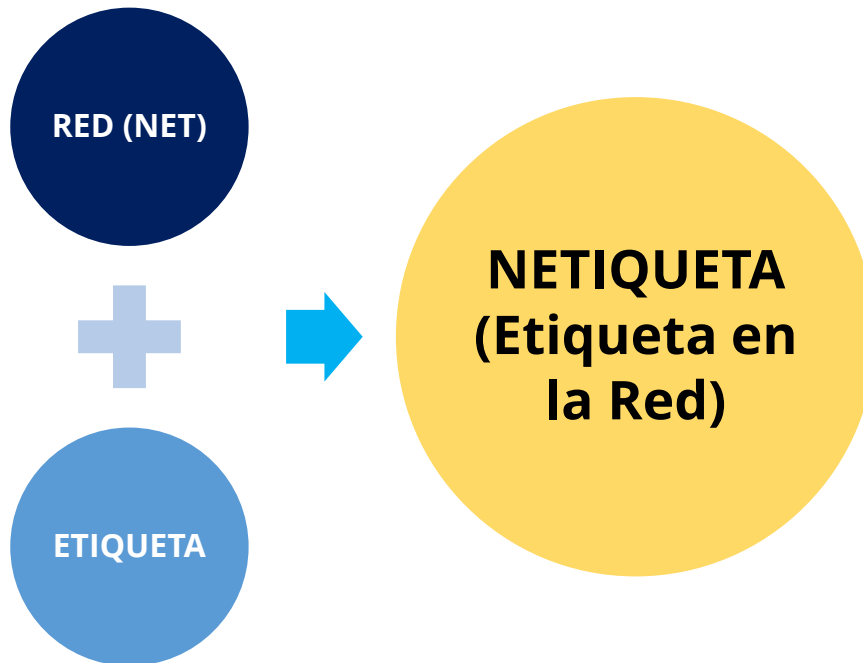 RED (NET)
ETIQUETA
NETIQUETA
(Etiqueta en
la Red)